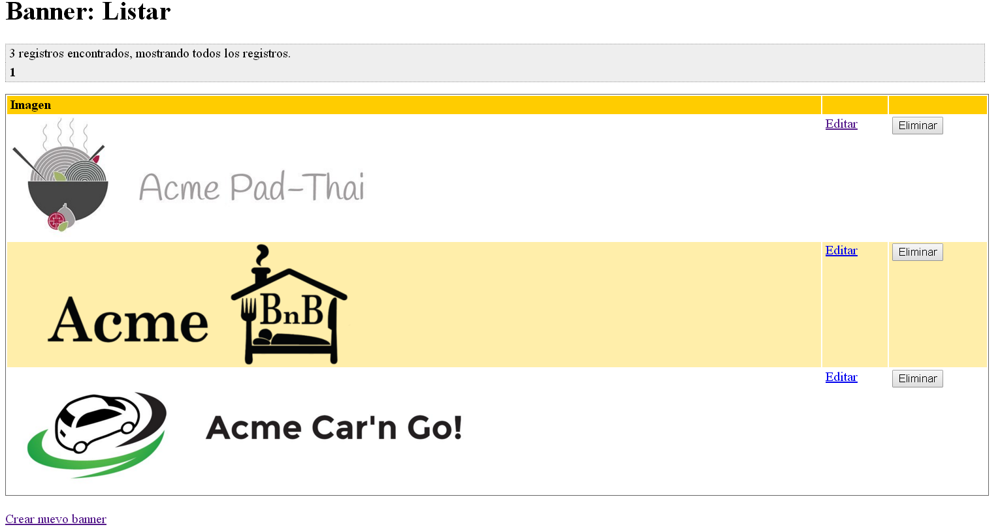 Banner: Listar
3 registros encontrados, mostrando todos los registros.
1
Imagen
Editar
Eliminar
Acme Pad-Thai
Editar
Eliminar
Acme BnB
Editar
Eliminar
Acme Car'n Go!
Crear nuevo banner